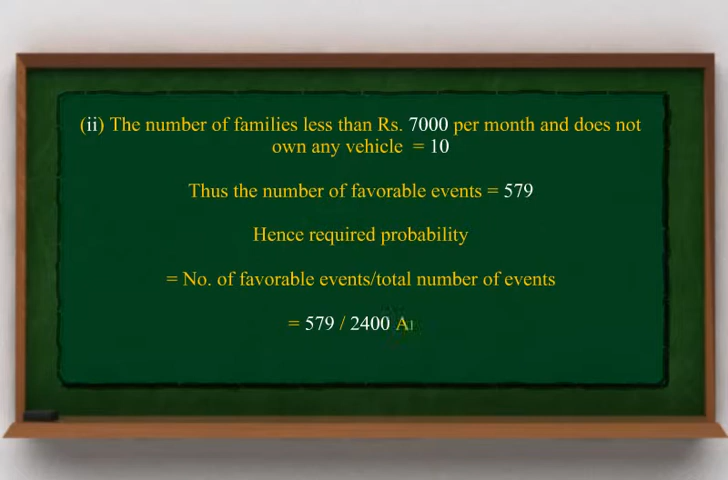 (ii) The number of families less than Rs. 7000 per month and does not
own any vehicle = 10
Thus the number of favorable events = 579
Hence required probability
= No. of favorable events/total number of events
= 579 / 2400 A